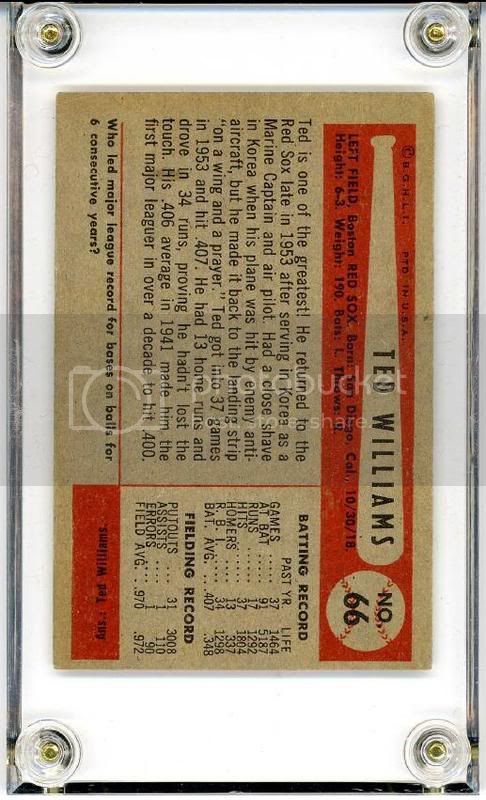 © B.G.H.L.I. PTD. IN U.S.A.
TED WILLIAMS
NO.
66
LEFT FIELD, Boston RED SOX. Born: San Diego, Cal., 10/30/18.
Height: 6-3. Weight: 190. Bats: L. Throws: R.
Ted is one of the greatest! He returned to the
Red Sox late in 1953 after serving in Korea as a
Marine Captain and air pilot. Had a close shave
in Korea when his plane was hit by enemy anti-
aircraft, but he made it back to the landing strip
"on a wing and a prayer." Ted got into 37 games
in 1953 and hit .407. He had 13 home runs and
drove in 34 runs, proving he hadn't lost the
touch. His .406 average in 1941 made him the
first major leaguer in over a decade to hit .400.
BATTING RECORD
PAST YR. LIFE
GAMES 37 1464
AT BAT 91 5187
RUNS 17 1292
HITS 37 1804
HOMERS 13 337
R. B. I. 34 1298
BAT. AVG. .407 .348
FIELDING RECORD
PUTOUTS 31 3008
ASSISTS 1 110
ERRORS 1 90
FIELD AVG. .970 .972
Who led major league record for bases on balls for
6 consecutive years?
Ans.: Ted Williams.
photobucket